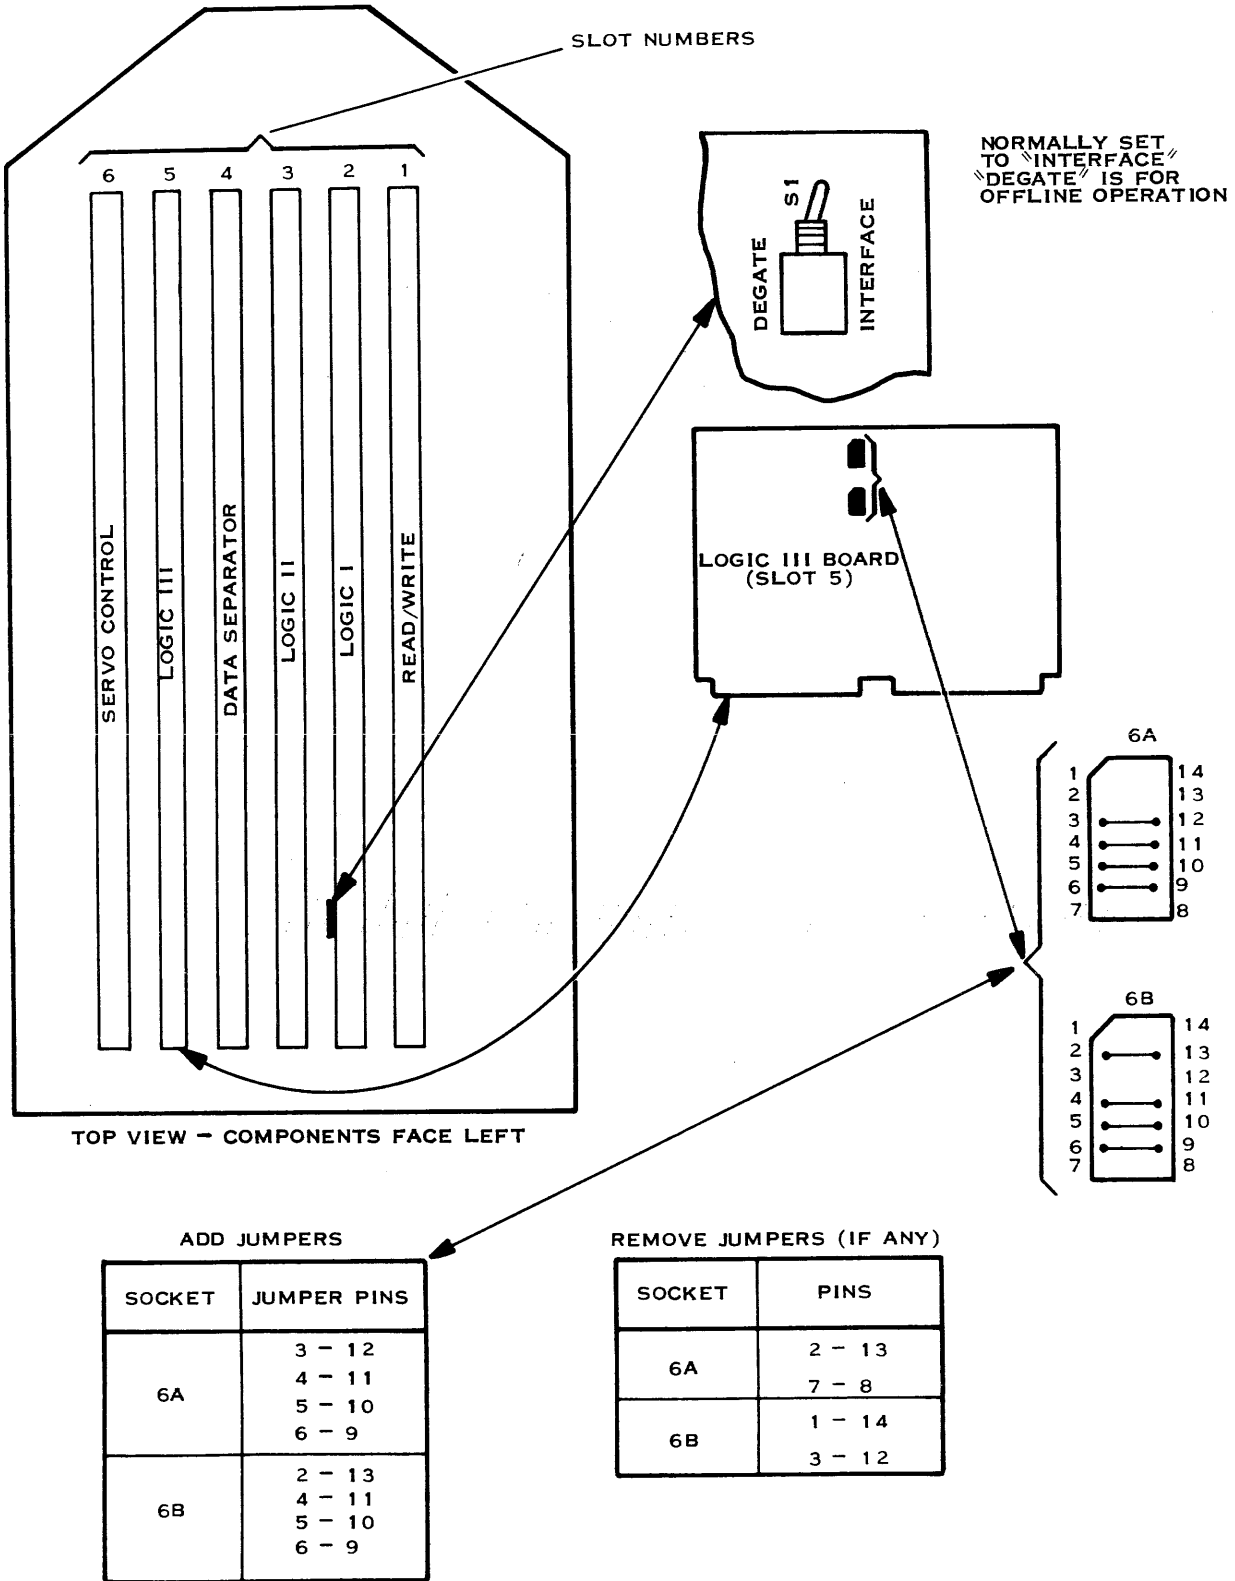 SLOT NUMBERS
6 5 4 3 2 1
SERVO CONTROL
LOGIC III
DATA SEPARATOR
LOGIC II
LOGIC I
READ/WRITE
TOP VIEW - COMPONENTS FACE LEFT
S1
DEGATE
INTERFACE
NORMALLY SET
TO "INTERFACE"
"DEGATE" IS FOR
OFFLINE OPERATION
LOGIC III BOARD
(SLOT 5)
6A
1 14
2 13
3 12
4 11
5 10
6 9
7 8
6B
1 14
2 13
3 12
4 11
5 10
6 9
7 8
ADD JUMPERS
SOCKET JUMPER PINS
6A
3 - 12
4 - 11
5 - 10
6 - 9
6B
2 - 13
4 - 11
5 - 10
6 - 9
REMOVE JUMPERS (IF ANY)
SOCKET PINS
6A
2 - 13
7 - 8
6B
1 - 14
3 - 12